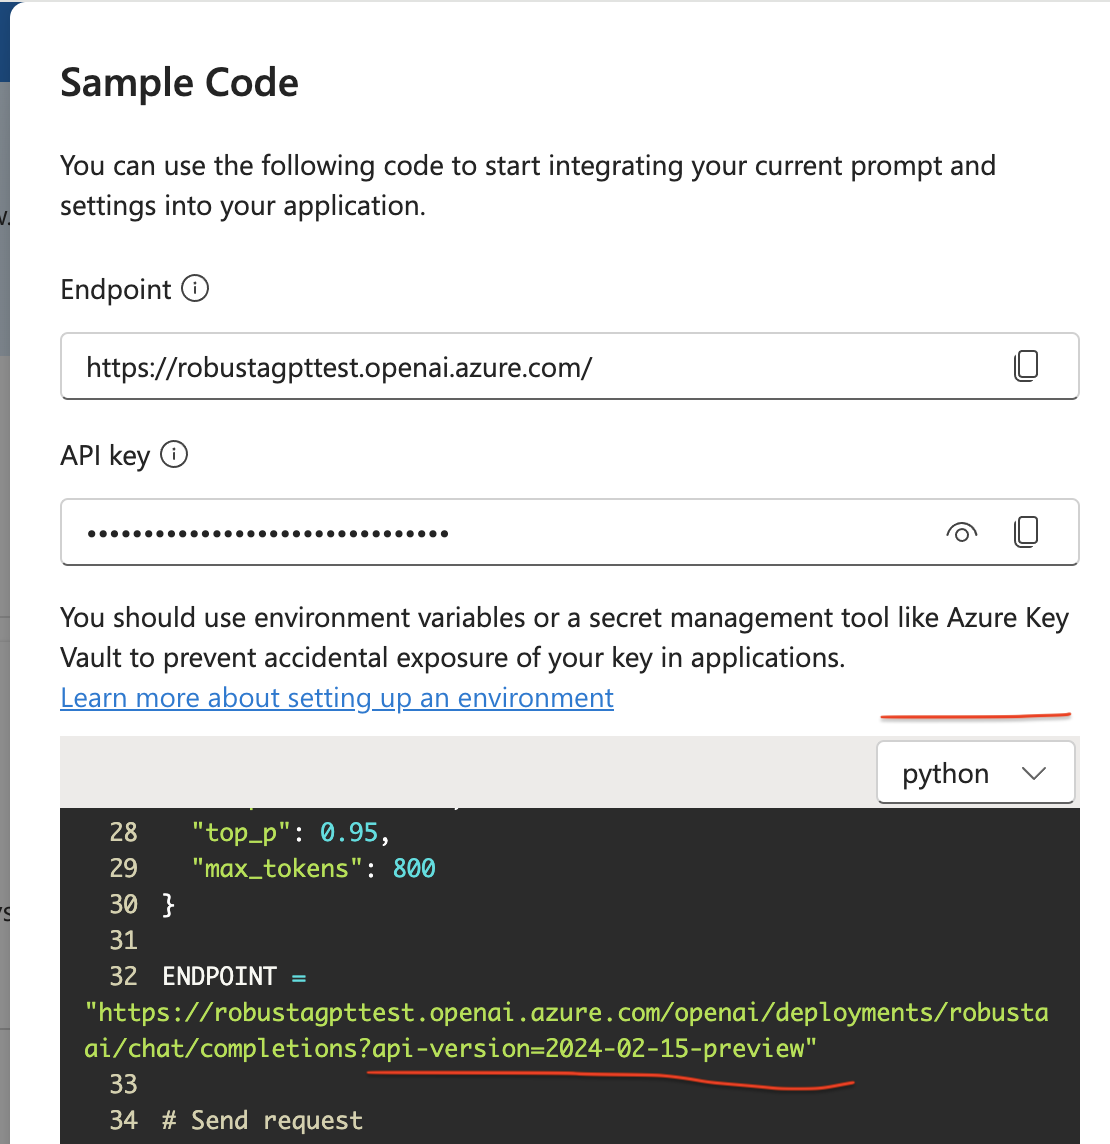 Sample Code
You can use the following code to start integrating your current prompt and
settings into your application.
Endpoint
https://robustagpttest.openai.azure.com/
API key
••••••••••••••••••••••••••••••••
You should use environment variables or a secret management tool like Azure Key
Vault to prevent accidental exposure of your key in applications.
Learn more about setting up an environment
python
28 "top_p": 0.95,
29 "max_tokens": 800
30 }
31
32 ENDPOINT =
"https://robustagpttest.openai.azure.com/openai/deployments/robusta
ai/chat/completions?api-version=2024-02-15-preview"
33
34 # Send request